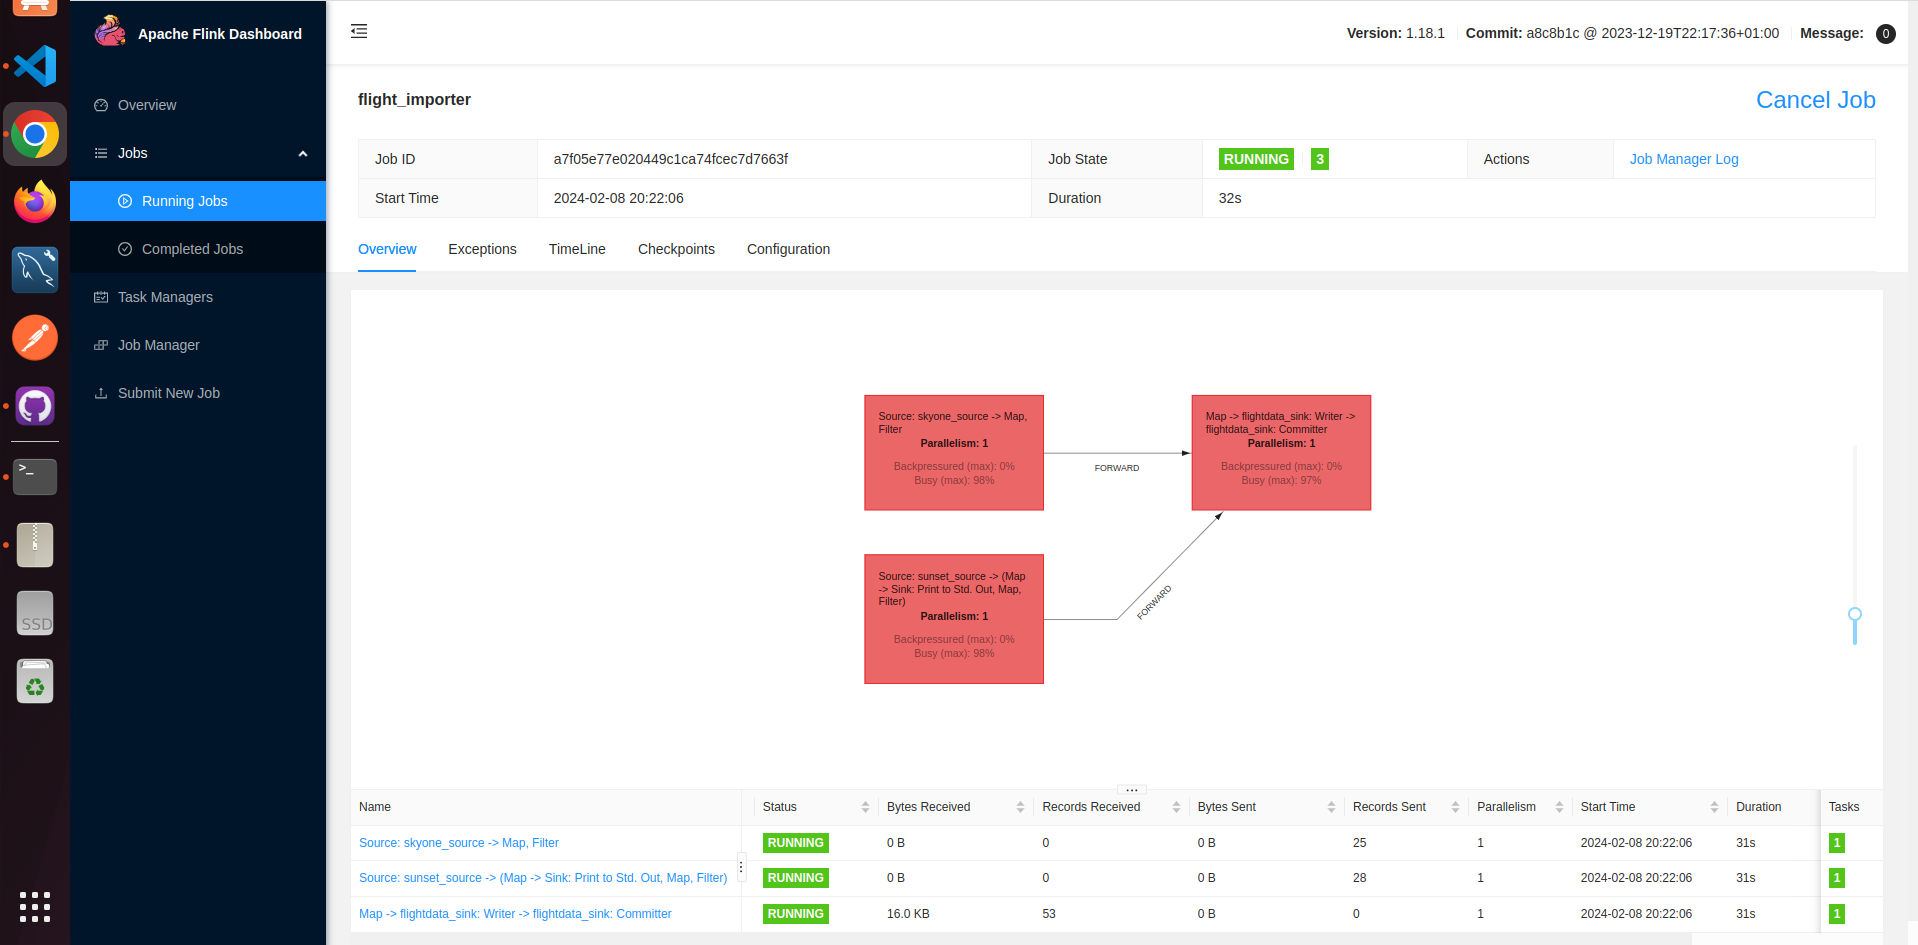 Apache Flink Dashboard
Version: 1.18.1 Commit: a8c8b1c @ 2023-12-19T22:17:36+01:00 Message: 0
Overview
Jobs
Running Jobs
Completed Jobs
Task Managers
Job Manager
Submit New Job
>_
SSD
flight_importer
Cancel Job
Job ID a7f05e77e020449c1ca74fcec7d7663f Job State RUNNING 3 Actions Job Manager Log
Start Time 2024-02-08 20:22:06 Duration 32s
Overview Exceptions TimeLine Checkpoints Configuration
Source: skyone_source -> Map,
Filter
Parallelism: 1
Backpressured (max): 0%
Busy (max): 98%
FORWARD
Map -> flightdata_sink: Writer ->
flightdata_sink: Committer
Parallelism: 1
Backpressured (max): 0%
Busy (max): 97%
Source: sunset_source -> (Map
-> Sink: Print to Std. Out, Map,
Filter)
Parallelism: 1
Backpressured (max): 0%
Busy (max): 98%
FORWARD
Name Status Bytes Received Records Received Bytes Sent Records Sent Parallelism Start Time Duration Tasks
Source: skyone_source -> Map, Filter RUNNING 0 B 0 0 B 25 1 2024-02-08 20:22:06 31s 1
Source: sunset_source -> (Map -> Sink: Print to Std. Out, Map, Filter) RUNNING 0 B 0 0 B 28 1 2024-02-08 20:22:06 31s 1
Map -> flightdata_sink: Writer -> flightdata_sink: Committer RUNNING 16.0 KB 53 0 B 0 1 2024-02-08 20:22:06 31s 1